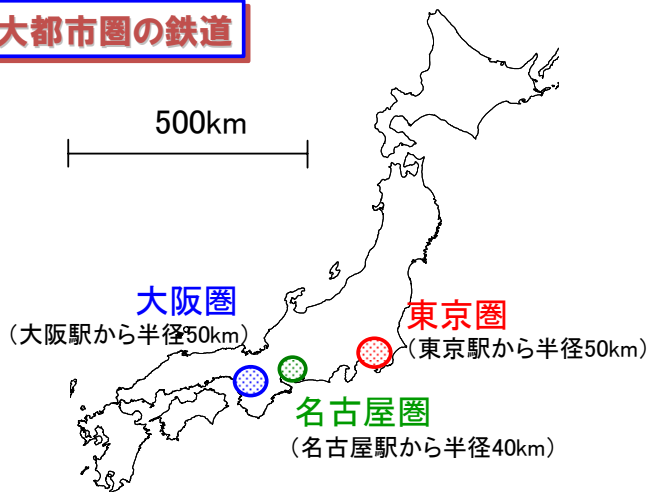 大都市圏の鉄道
500km
大阪圏
（大阪駅から半径50km）
東京圏
（東京駅から半径50km）
名古屋圏
（名古屋駅から半径40km）